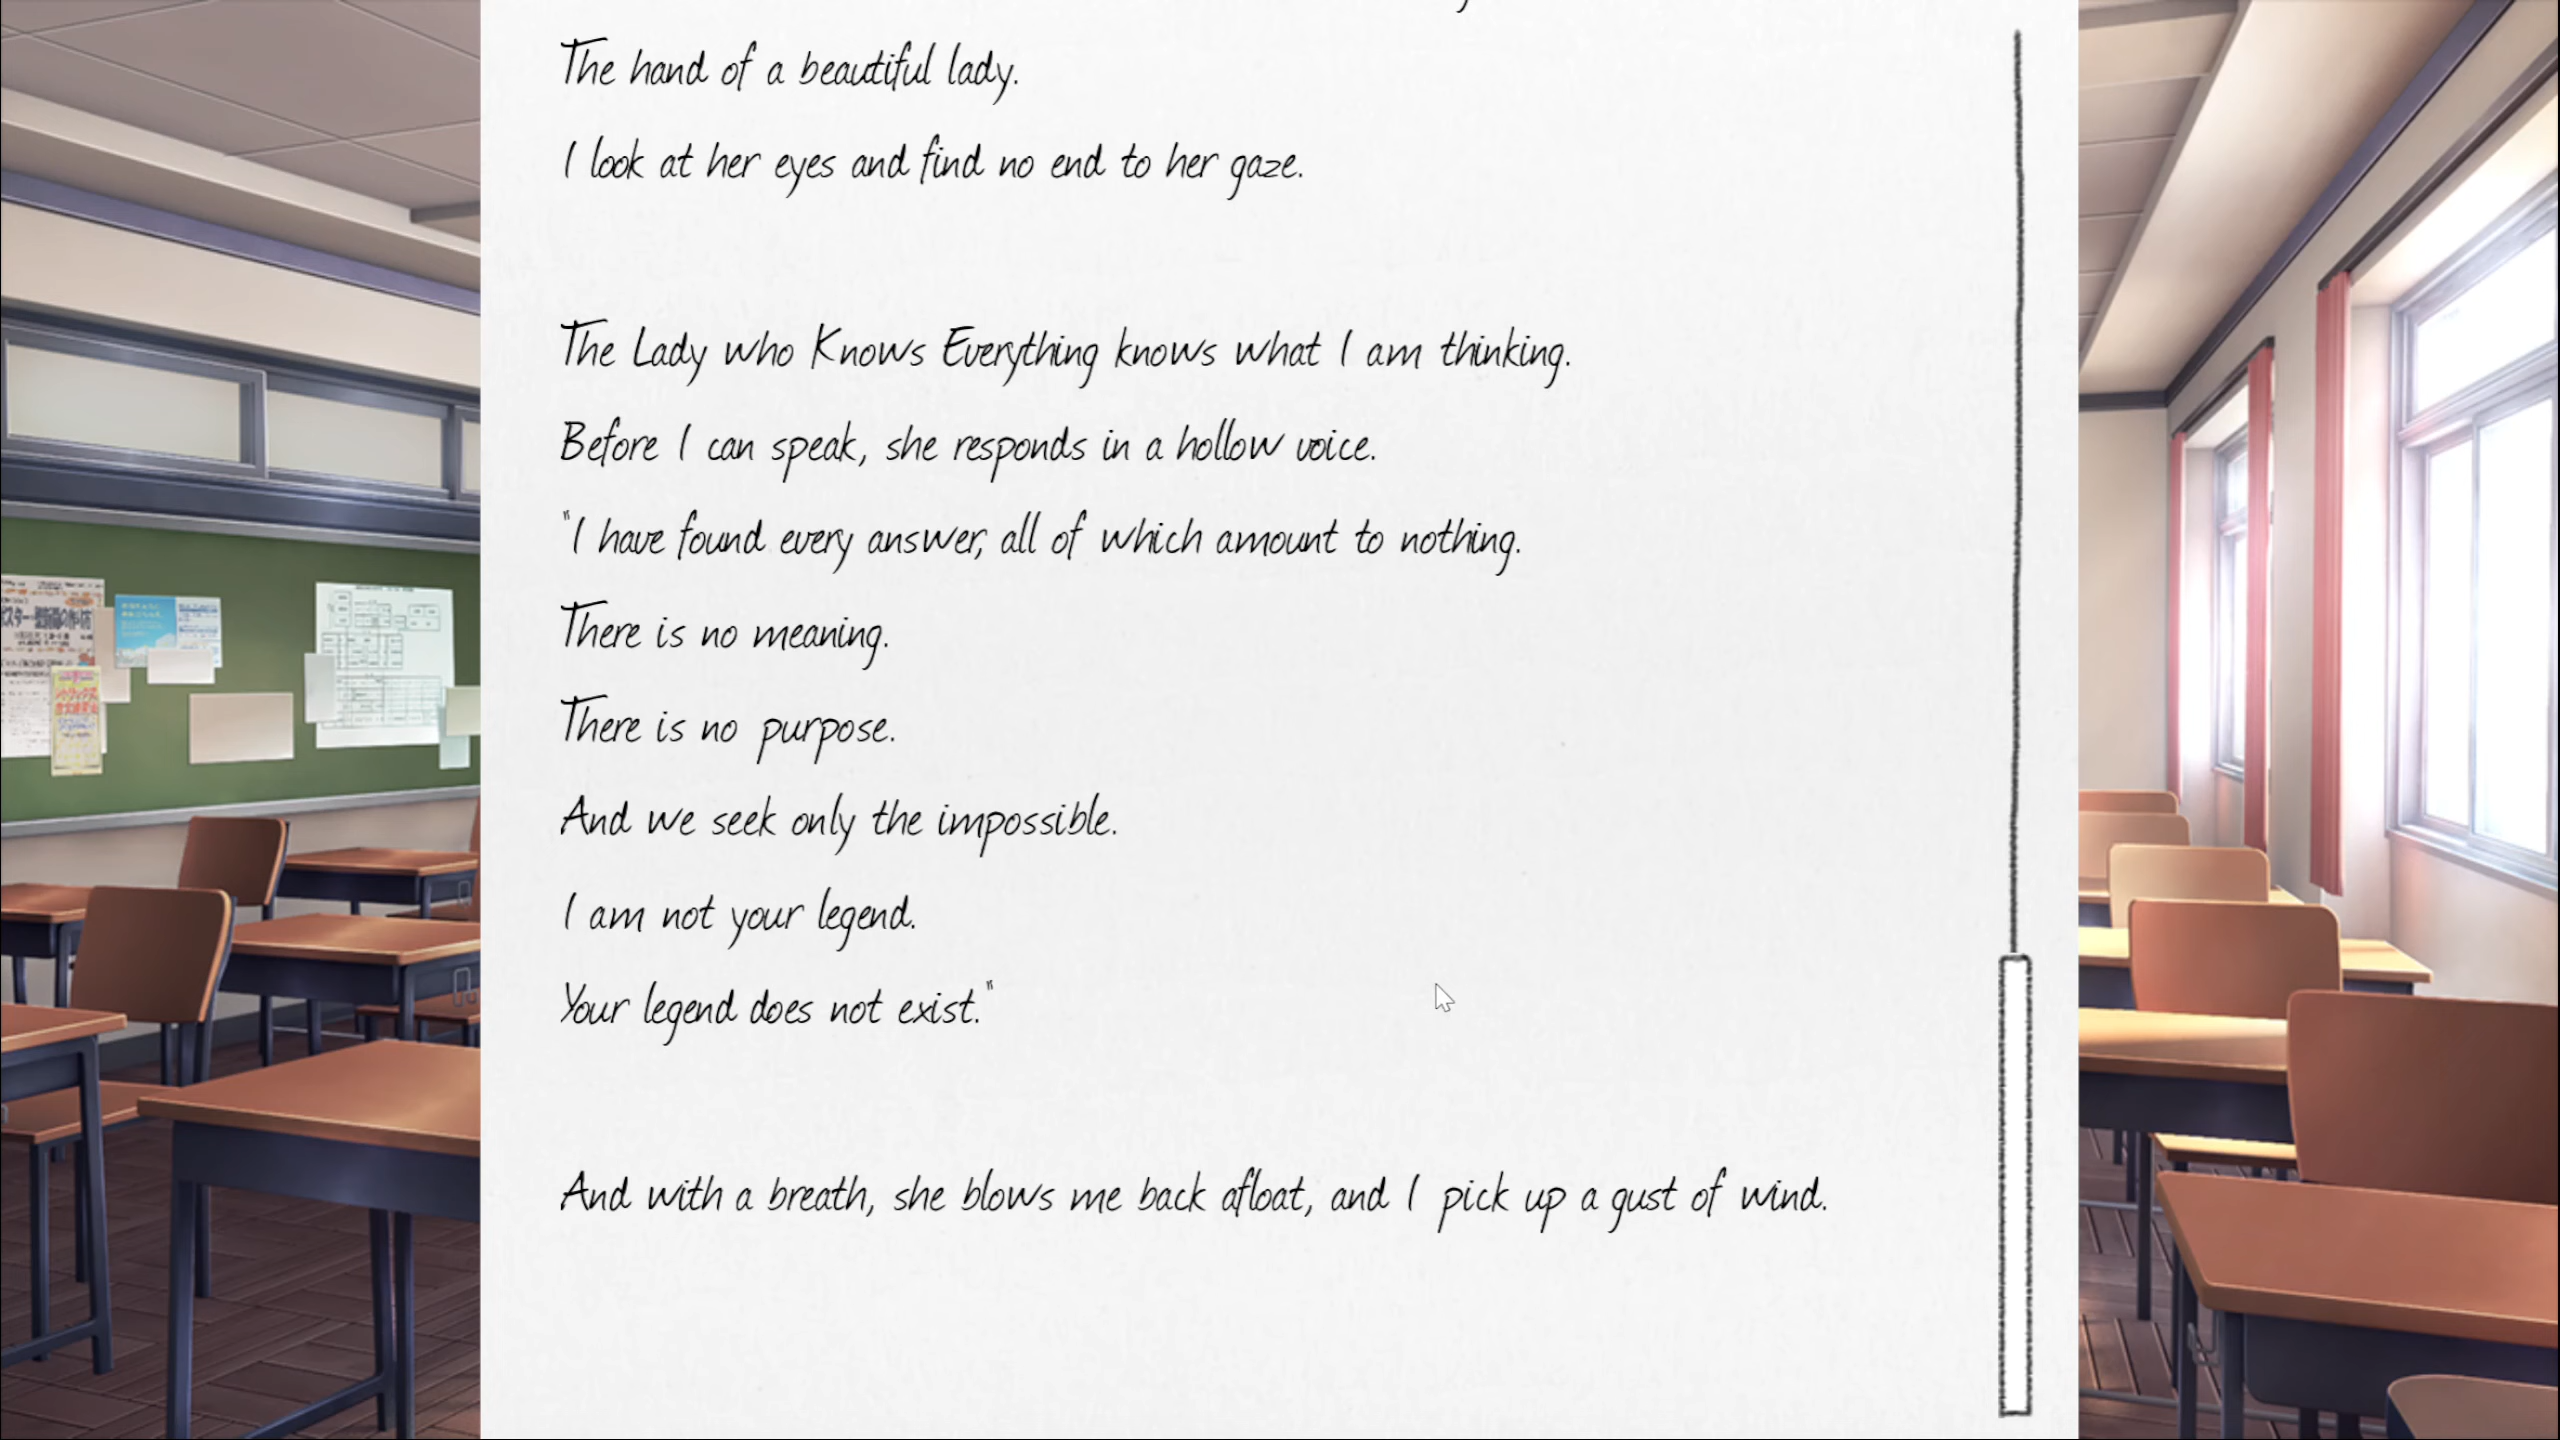 The hand of a beautiful lady.
I look at her eyes and find no end to her gaze.
The Lady who Knows Everything knows what I am thinking.
Before I can speak, she responds in a hollow voice.
"I have found every answer, all of which amount to nothing.
There is no meaning.
There is no purpose.
And we seek only the impossible.
I am not your legend.
Your legend does not exist."
And with a breath, she blows me back afloat, and I pick up a gust of wind.